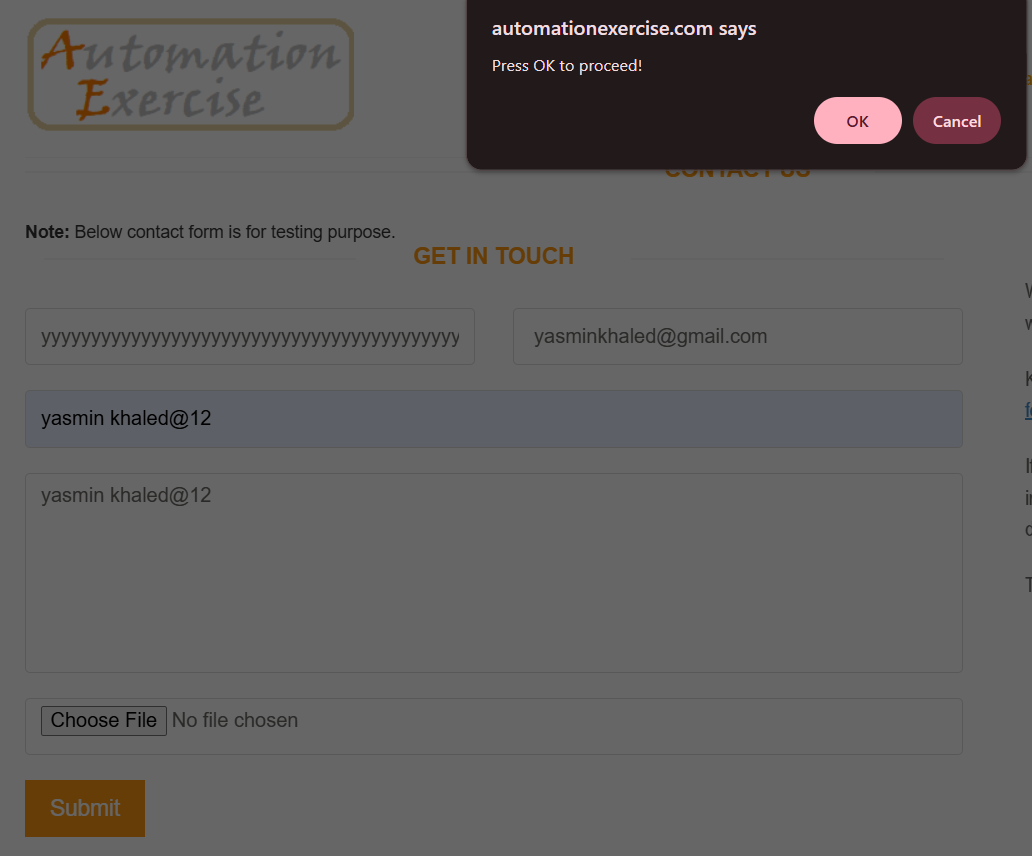 Automation
Exercise
automationexercise.com says
Press OK to proceed!
OK
Cancel
CONTACT US
Note: Below contact form is for testing purpose.
GET IN TOUCH
yyyyyyyyyyyyyyyyyyyyyyyyyyyyyyyyyyyyyyyyyy
yasminkhaled@gmail.com
yasmin khaled@12
yasmin khaled@12
Choose File No file chosen
Submit